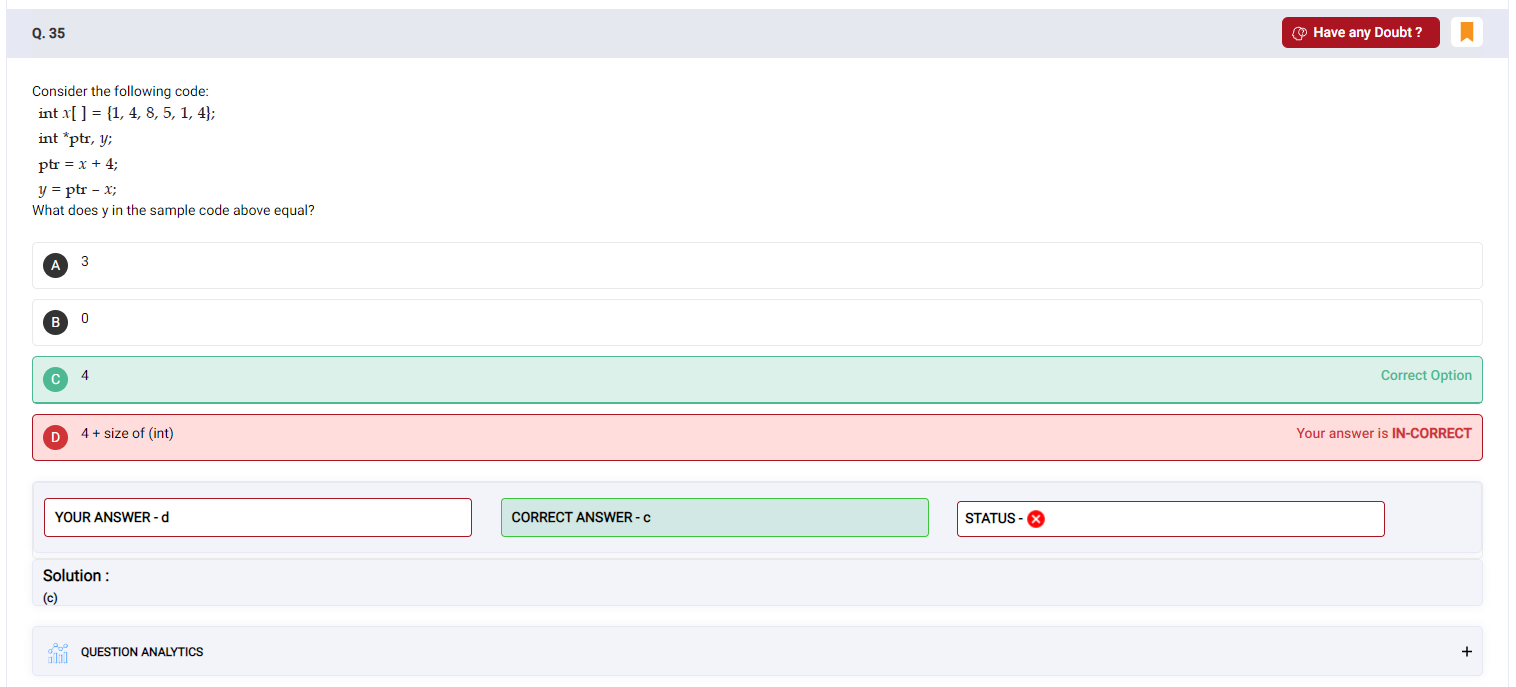 Q. 35
Have any Doubt ?
Consider the following code:
int x[ ] = {1, 4, 8, 5, 1, 4};
int *ptr, y;
ptr = x + 4;
y = ptr – x;
What does y in the sample code above equal?
A 3
B 0
C 4 Correct Option
D 4 + size of (int) Your answer is IN-CORRECT
YOUR ANSWER - d CORRECT ANSWER - c STATUS -
Solution :
(c)
QUESTION ANALYTICS +